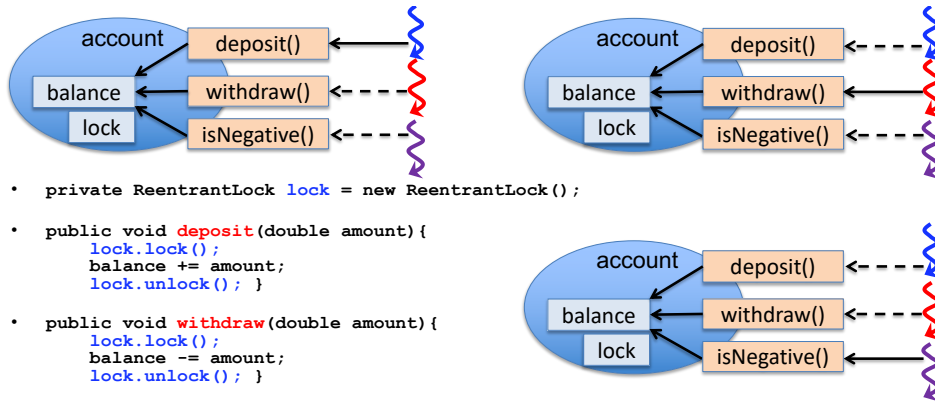 account
deposit()
balance
withdraw()
lock
isNegative()
account
deposit()
balance
withdraw()
lock
isNegative()
• private ReentrantLock lock = new ReentrantLock();
• public void deposit(double amount){
lock.lock();
balance += amount;
lock.unlock(); }
• public void withdraw(double amount){
lock.lock();
balance -= amount;
lock.unlock(); }
account
deposit()
balance
withdraw()
lock
isNegative()